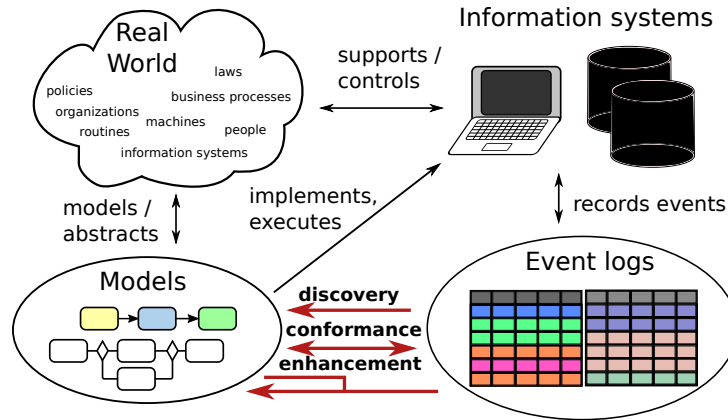 Real
World
laws
policies
business processes
organizations
machines
routines
people
information systems
supports /
controls
Information systems
models /
abstracts
implements,
executes
records events
Models
discovery
conformance
enhancement
Event logs